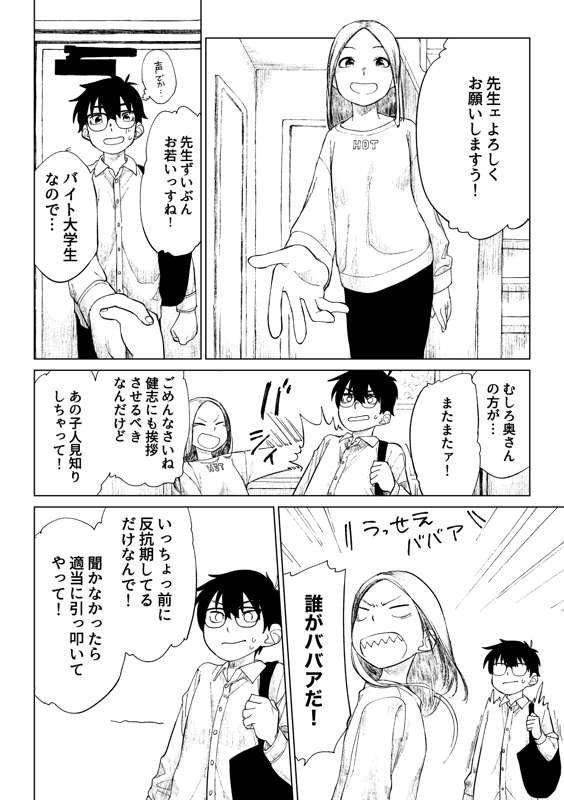 先生ェよろしく
お願いしますう！
HOT
先生ずいぶん
お若いっすね！
声でか…
バイト大学生
なので…
むしろ奥さん
の方が…
またまたァ！
ごめんなさいね
健志にも挨拶
させるべき
なんだけど
HOT
あの子人見知り
しちゃって！
うっせえ
ババア
誰がババアだ！
いっちょっ前に
反抗期してる
だけなんで！
聞かなかったら
適当に引っ叩いて
やって！